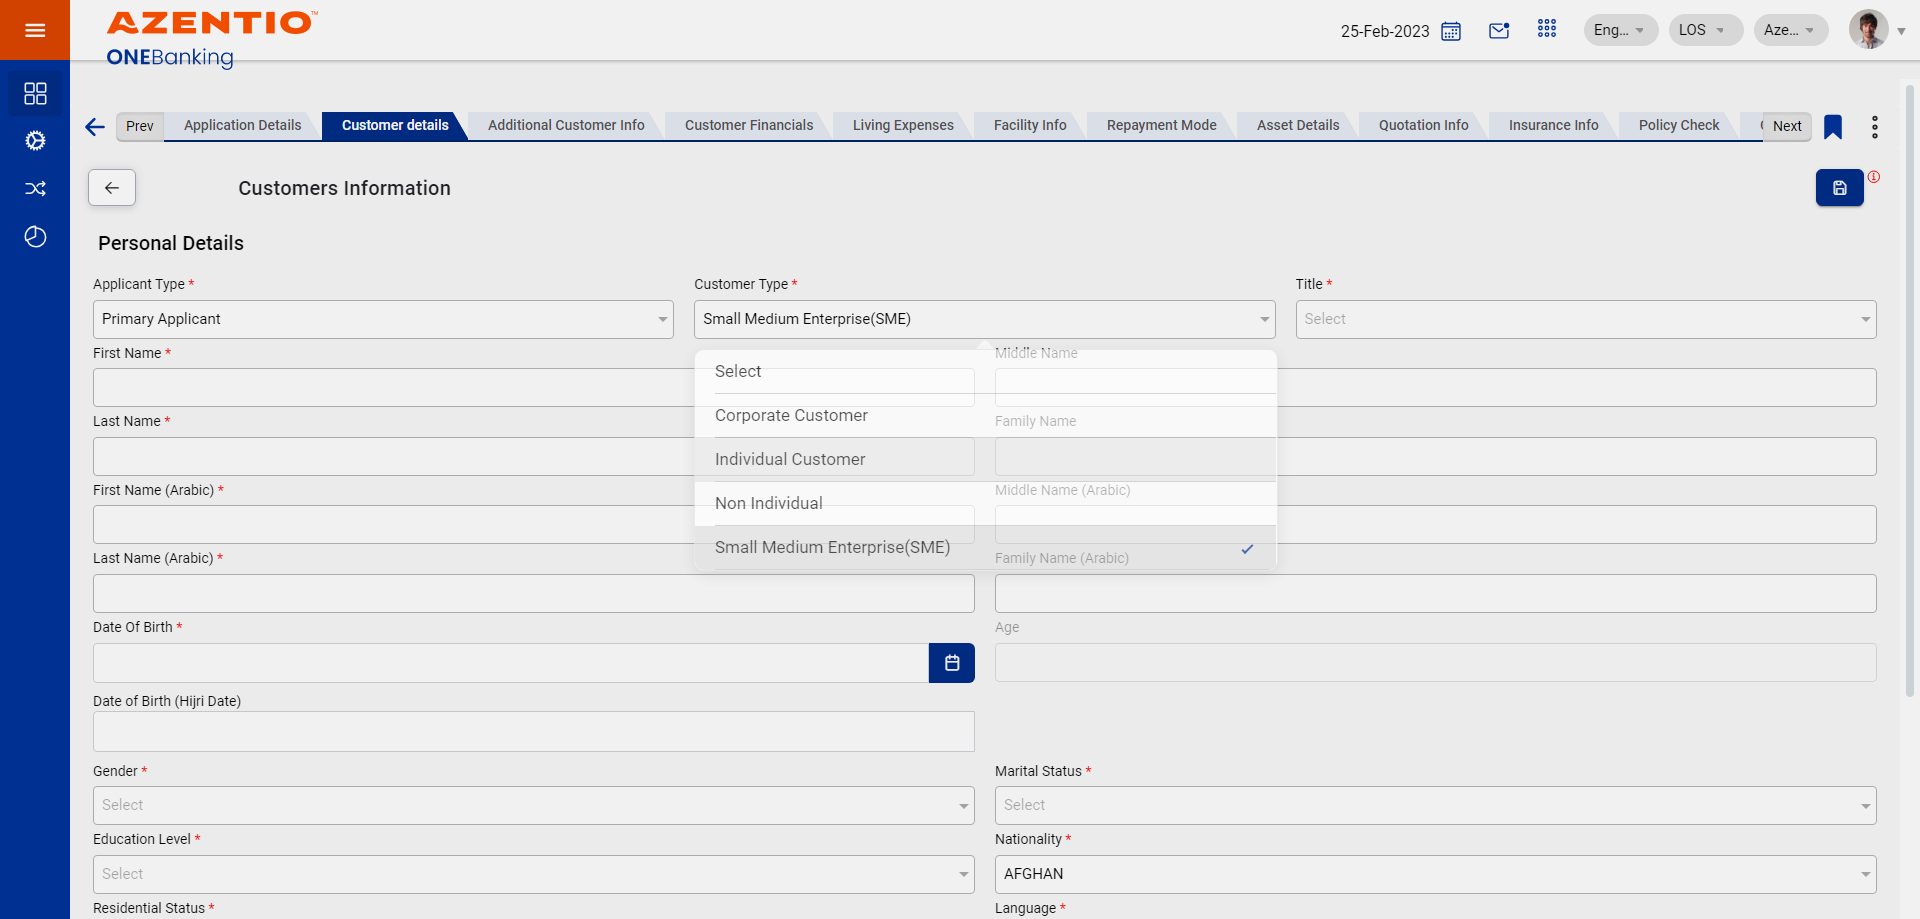 AZENTIO™
ONEBanking
25-Feb-2023
Eng...
LOS
Aze...
Prev
Application Details
Customer details
Additional Customer Info
Customer Financials
Living Expenses
Facility Info
Repayment Mode
Asset Details
Quotation Info
Insurance Info
Policy Check
Next
Customers Information
Personal Details
Applicant Type *
Customer Type *
Title *
Primary Applicant
Small Medium Enterprise(SME)
Select
First Name *
Middle Name
Select
Corporate Customer
Last Name *
Family Name
Individual Customer
First Name (Arabic) *
Middle Name (Arabic)
Non Individual
Small Medium Enterprise(SME)
Last Name (Arabic) *
Family Name (Arabic)
Date Of Birth *
Age
Date of Birth (Hijri Date)
Gender *
Marital Status *
Select
Select
Education Level *
Nationality *
Select
AFGHAN
Residential Status *
Language *